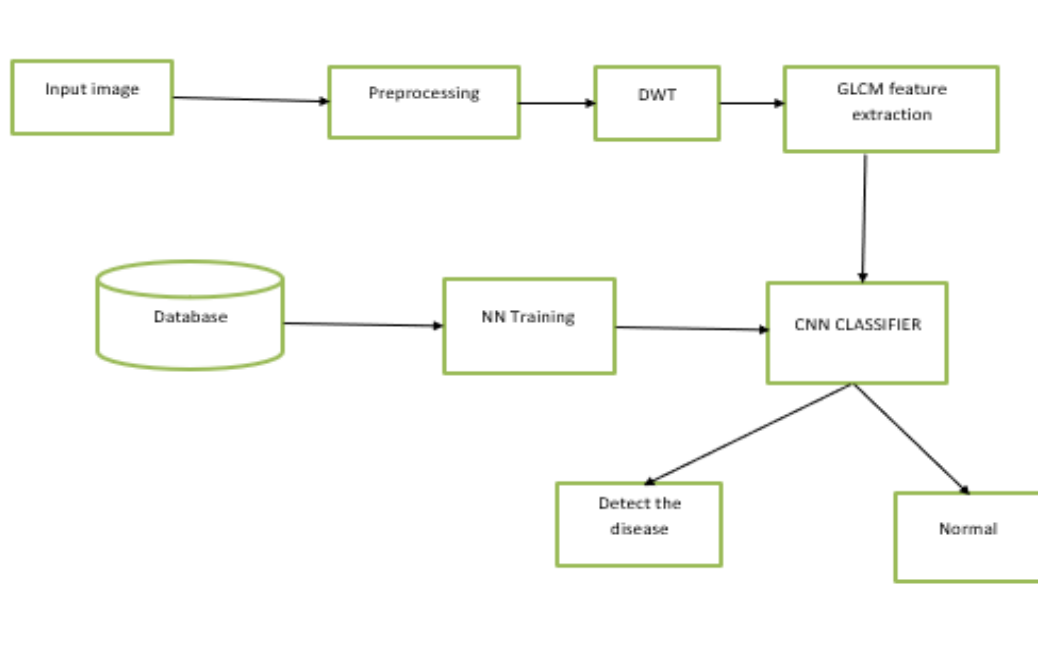 Input image
Preprocessing
DWT
GLCM feature
extraction
Database
NN Training
CNN CLASSIFIER
Detect the
disease
Normal